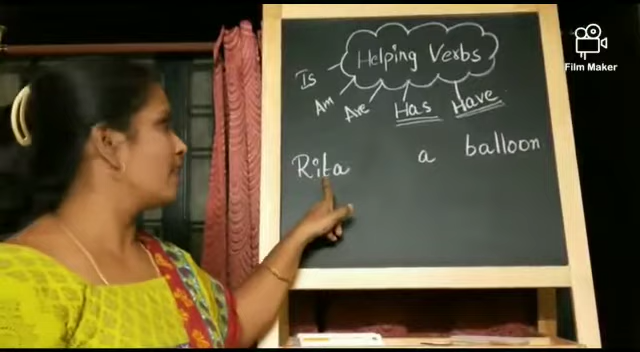 Helping Verbs
Is
Am
Are
Has
Have
Rita a balloon
Film Maker